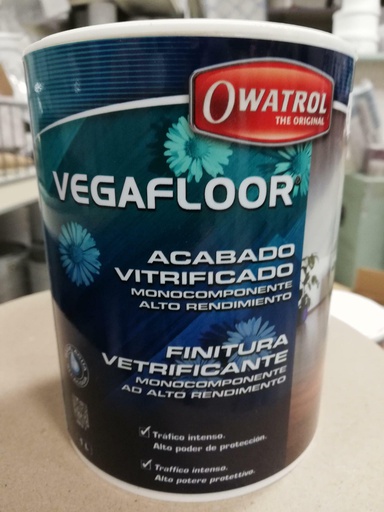 OWATROL
THE ORIGINAL
VEGAFLOOR®
ACABADO
VITRIFICADO
MONOCOMPONENTE
ALTO RENDIMIENTO
FINITURA
VETRIFICANTE
MONOCOMPONENTE
AD ALTO RENDIMENTO
Tráfico intenso.
Alto poder de protección.
Traffico intenso.
Alto potere protettivo.
1 L